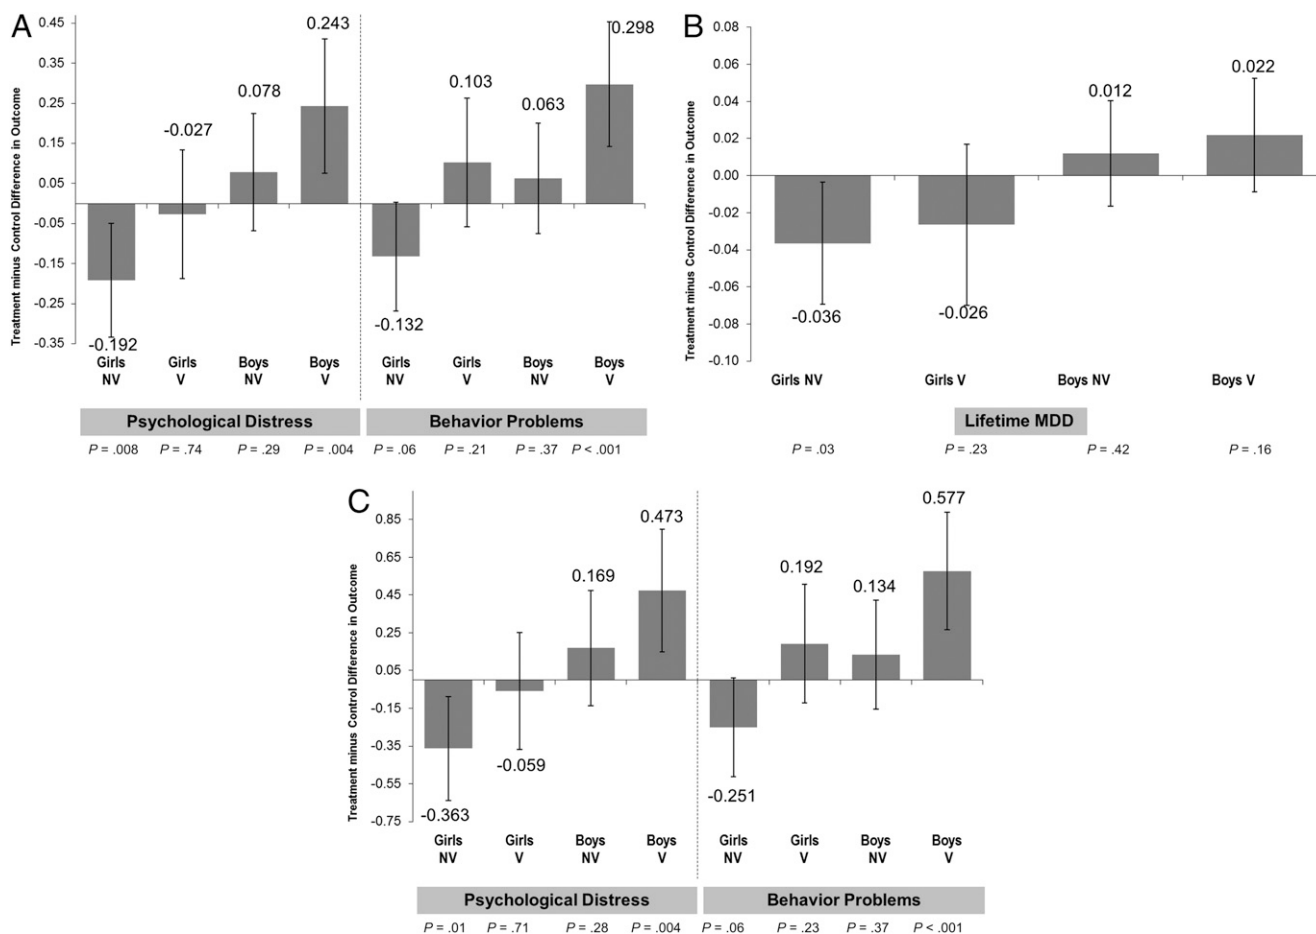 A
Treatment minus Control Difference in Outcome
0.45
0.35
0.25
0.15
0.05
-0.05
-0.15
-0.25
-0.35
-0.192
-0.027
0.078
0.243
-0.132
0.103
0.063
0.298
Girls NV
Girls V
Boys NV
Boys V
Girls NV
Girls V
Boys NV
Boys V
Psychological Distress
Behavior Problems
P = .008 P = .74 P = .29 P = .004 P = .06 P = .21 P = .37 P < .001
B
Treatment minus Control Difference in Outcome
0.08
0.06
0.04
0.02
0.00
-0.02
-0.04
-0.06
-0.08
-0.10
-0.036
-0.026
0.012
0.022
Girls NV
Girls V
Boys NV
Boys V
Lifetime MDD
P = .03 P = .23 P = .42 P = .16
C
Treatment minus Control Difference in Outcome
0.85
0.65
0.45
0.25
0.05
-0.15
-0.35
-0.55
-0.75
-0.363
-0.059
0.169
0.473
-0.251
0.192
0.134
0.577
Girls NV
Girls V
Boys NV
Boys V
Girls NV
Girls V
Boys NV
Boys V
Psychological Distress
Behavior Problems
P = .01 P = .71 P = .28 P = .004 P = .06 P = .23 P = .37 P < .001